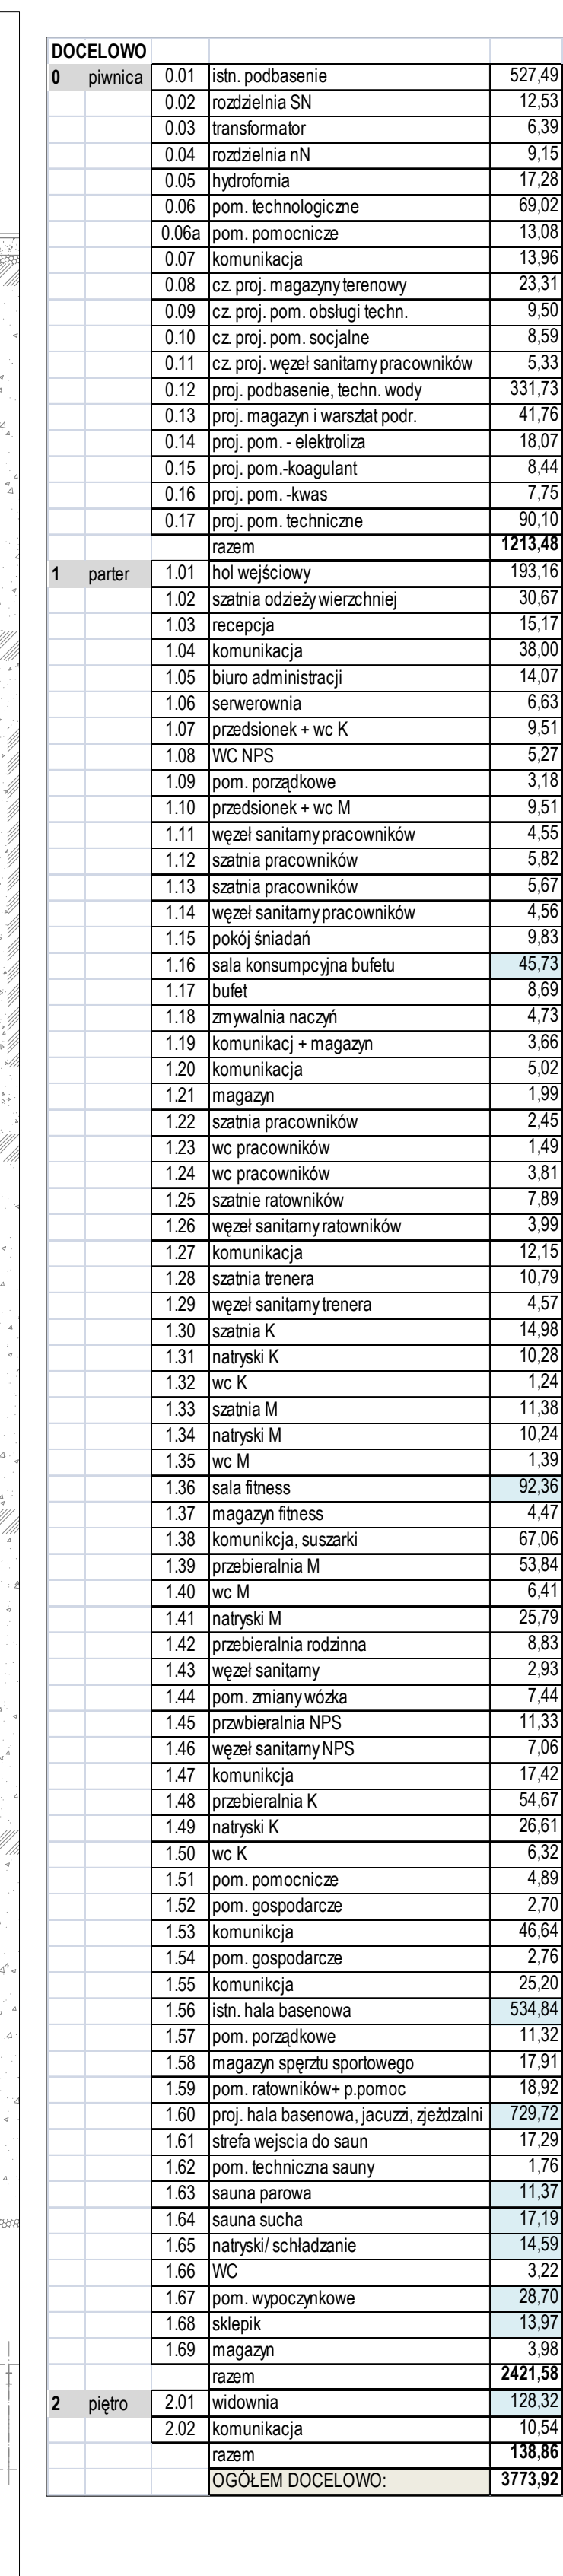 DOCELOWO
0 piwnica 0.01 istn. podbasenie 527,49
0.02 rozdzielnia SN 12,53
0.03 transformator 6,39
0.04 rozdzielnia nN 9,15
0.05 hydrofornia 17,28
0.06 pom. technologiczne 69,02
0.06a pom. pomocnicze 13,08
0.07 komunikacja 13,96
0.08 cz. proj. magazyny terenowy 23,31
0.09 cz. proj. pom. obsługi techn. 9,50
0.10 cz. proj. pom. socjalne 8,59
0.11 cz. proj. węzeł sanitarny pracowników 5,33
0.12 proj. podbasenie, techn. wody 331,73
0.13 proj. magazyn i warsztat podr. 41,76
0.14 proj. pom. - elektroliza 18,07
0.15 proj. pom.-koagulant 8,44
0.16 proj. pom. -kwas 7,75
0.17 proj. pom. techniczne 90,10
razem 1213,48
1 parter 1.01 hol wejściowy 193,16
1.02 szatnia odzieży wierzchniej 30,67
1.03 recepcja 15,17
1.04 komunikacja 38,00
1.05 biuro administracji 14,07
1.06 serwerownia 6,63
1.07 przedsionek + wc K 9,51
1.08 WC NPS 5,27
1.09 pom. porządkowe 3,18
1.10 przedsionek + wc M 9,51
1.11 węzeł sanitarny pracowników 4,55
1.12 szatnia pracowników 5,82
1.13 szatnia pracowników 5,67
1.14 węzeł sanitarny pracowników 4,56
1.15 pokój śniadań 9,83
1.16 sala konsumpcyjna bufetu 45,73
1.17 bufet 8,69
1.18 zmywalnia naczyń 4,73
1.19 komunikacj + magazyn 3,66
1.20 komunikacja 5,02
1.21 magazyn 1,99
1.22 szatnia pracowników 2,45
1.23 wc pracowników 1,49
1.24 wc pracowników 3,81
1.25 szatnie ratowników 7,89
1.26 węzeł sanitarny ratowników 3,99
1.27 komunikacja 12,15
1.28 szatnia trenera 10,79
1.29 węzeł sanitarny trenera 4,57
1.30 szatnia K 14,98
1.31 natryski K 10,28
1.32 wc K 1,24
1.33 szatnia M 11,38
1.34 natryski M 10,24
1.35 wc M 1,39
1.36 sala fitness 92,36
1.37 magazyn fitness 4,47
1.38 komunikcja, suszarki 67,06
1.39 przebieralnia M 53,84
1.40 wc M 6,41
1.41 natryski M 25,79
1.42 przebieralnia rodzinna 8,83
1.43 węzeł sanitarny 2,93
1.44 pom. zmiany wózka 7,44
1.45 przwbieralnia NPS 11,33
1.46 węzeł sanitarny NPS 7,06
1.47 komunikcja 17,42
1.48 przebieralnia K 54,67
1.49 natryski K 26,61
1.50 wc K 6,32
1.51 pom. pomocnicze 4,89
1.52 pom. gospodarcze 2,70
1.53 komunikcja 46,64
1.54 pom. gospodarcze 2,76
1.55 komunikcja 25,20
1.56 istn. hala basenowa 534,84
1.57 pom. porządkowe 11,32
1.58 magazyn spęrztu sportowego 17,91
1.59 pom. ratowników+ p.pomoc 18,92
1.60 proj. hala basenowa, jacuzzi, zjeżdzalni 729,72
1.61 strefa wejscia do saun 17,29
1.62 pom. techniczna sauny 1,76
1.63 sauna parowa 11,37
1.64 sauna sucha 17,19
1.65 natryski/ schładzanie 14,59
1.66 WC 3,22
1.67 pom. wypoczynkowe 28,70
1.68 sklepik 13,97
1.69 magazyn 3,98
razem 2421,58
2 piętro 2.01 widownia 128,32
2.02 komunikacja 10,54
razem 138,86
OGÓŁEM DOCELOWO: 3773,92